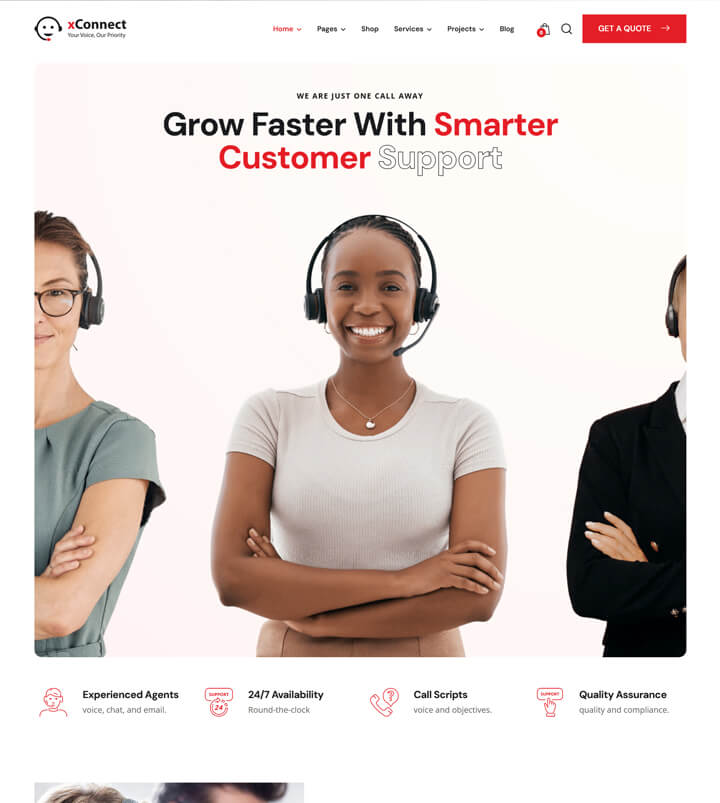 xConnect
Your Voice, Our Priority
Home
Pages
Shop
Services
Projects
Blog
0
GET A QUOTE
WE ARE JUST ONE CALL AWAY
Grow Faster With Smarter
Customer Support
Experienced Agents
voice, chat, and email.
SUPPORT
24
24/7 Availability
Round-the-clock
?
Call Scripts
voice and objectives.
SUPPORT
Quality Assurance
quality and compliance.